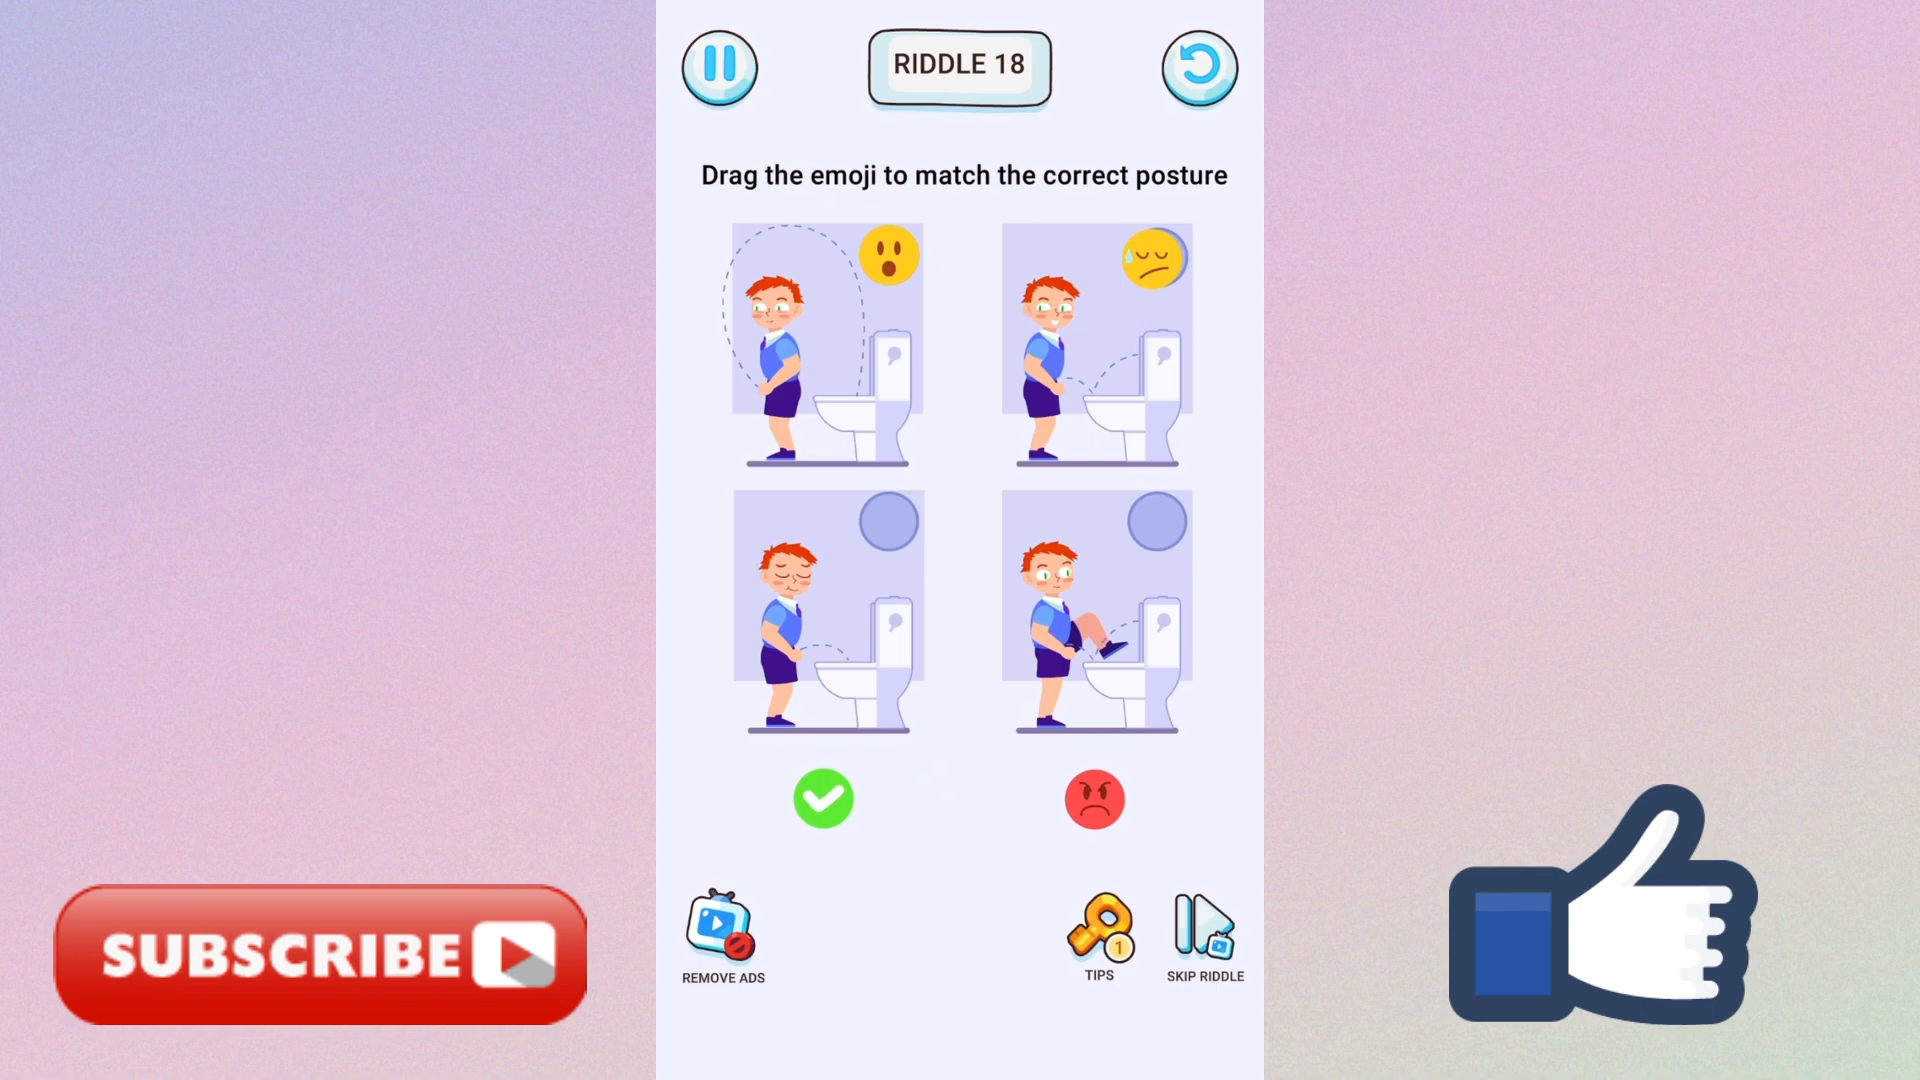 RIDDLE 18
Drag the emoji to match the correct posture
REMOVE ADS
1
TIPS
SKIP RIDDLE
SUBSCRIBE